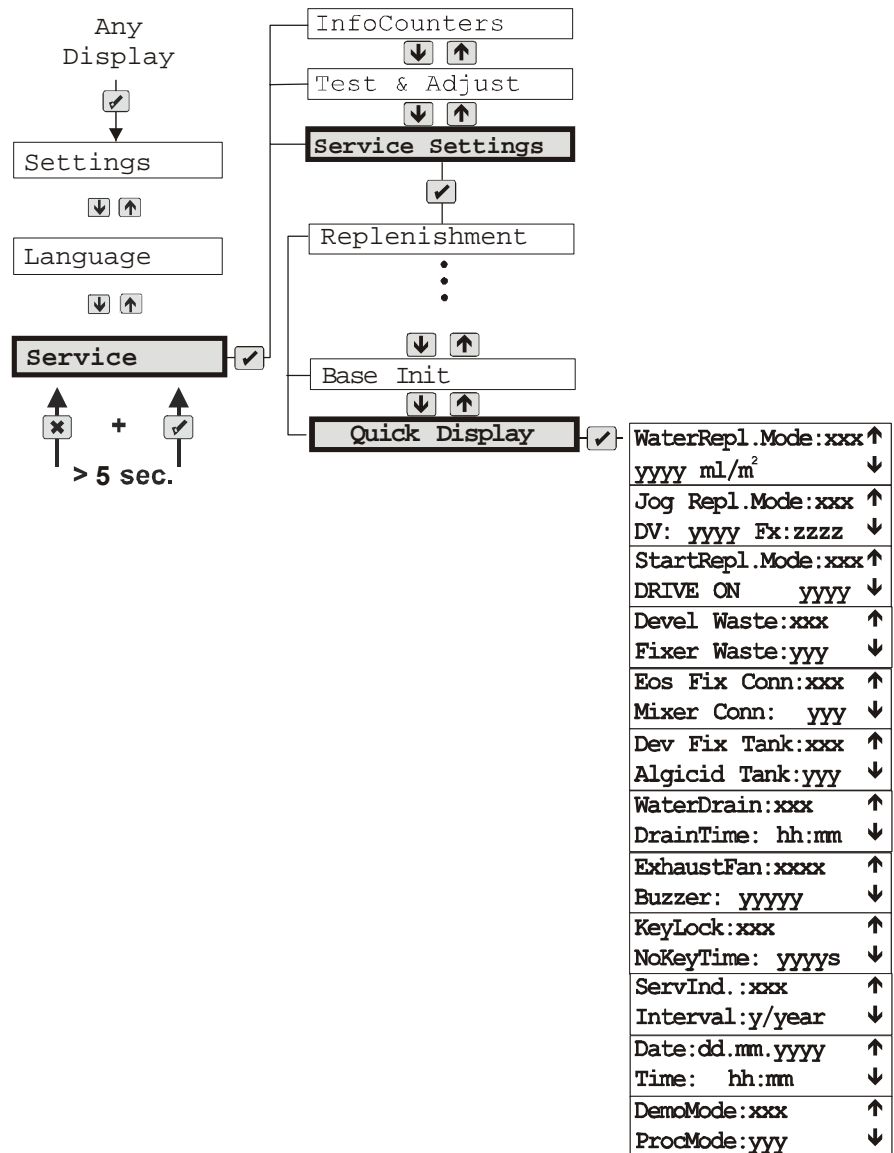 Any
Display
Settings
Language
Service
+
> 5 sec.
InfoCounters
Test & Adjust
Service Settings
Replenishment
Base Init
Quick Display
WaterRepl.Mode:xxx
yyyy ml/m²
Jog Repl.Mode:xxx
DV: yyyy Fx:zzzz
StartRepl.Mode:xxx
DRIVE ON yyyy
Devel Waste:xxx
Fixer Waste:yyy
Eos Fix Conn:xxx
Mixer Conn: yyy
Dev Fix Tank:xxx
Algicid Tank:yyy
WaterDrain:xxx
DrainTime: hh:mm
ExhaustFan:xxxx
Buzzer: yyyyy
KeyLock:xxx
NoKeyTime: yyyys
ServInd.:xxx
Interval:y/year
Date:dd.mm.yyyy
Time: hh:mm
DemoMode:xxx
ProcMode:yyy